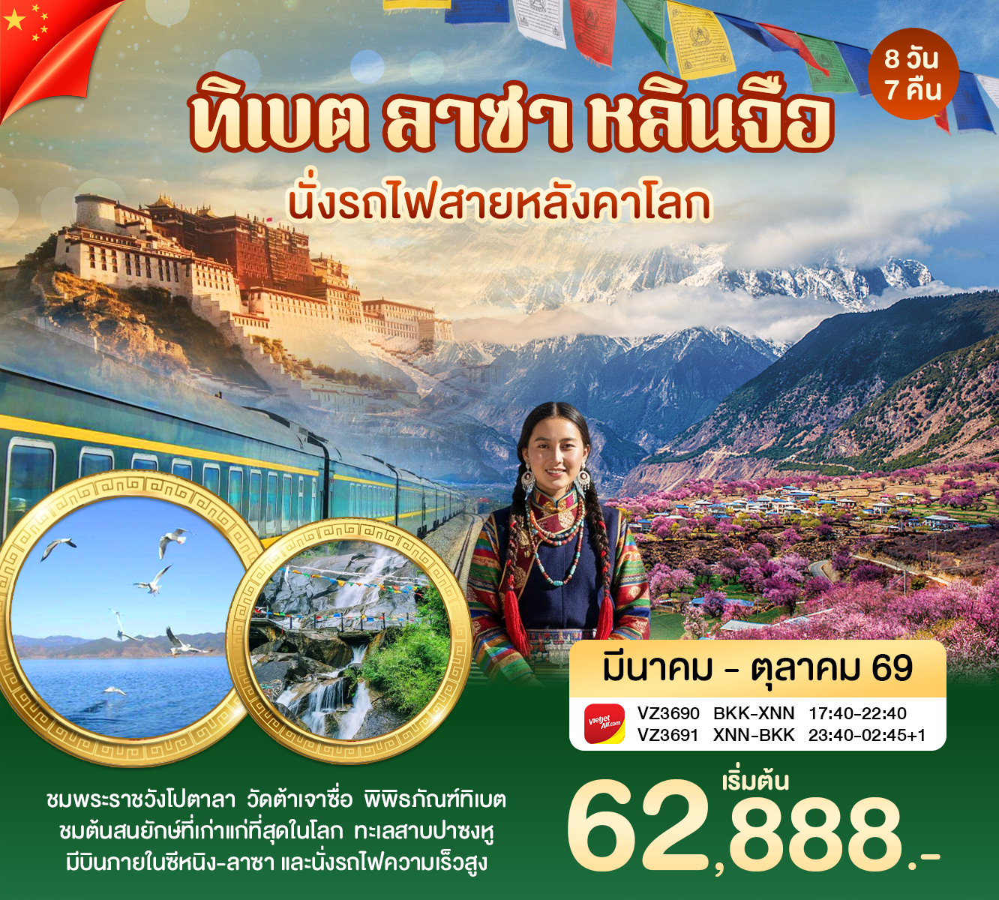 8 วัน
7 คืน
ทิเบต ลาซา หลินจือ
นั่งรถไฟสายหลังคาโลก
มีนาคม - ตุลาคม 69
vietjet Air.com
VZ3690 BKK-XNN 17:40-22:40
VZ3691 XNN-BKK 23:40-02:45+1
ชมพระราชวังโปตาลา วัดต้าเจาซื่อ พิพิธภัณฑ์ทิเบต
ชมต้นสนยักษ์ที่เก่าแก่ที่สุดในโลก ทะเลสาบปาซงหู
มีบินภายในซีหนิง-ลาซา และนั่งรถไฟความเร็วสูง
เริ่มต้น
62,888.-